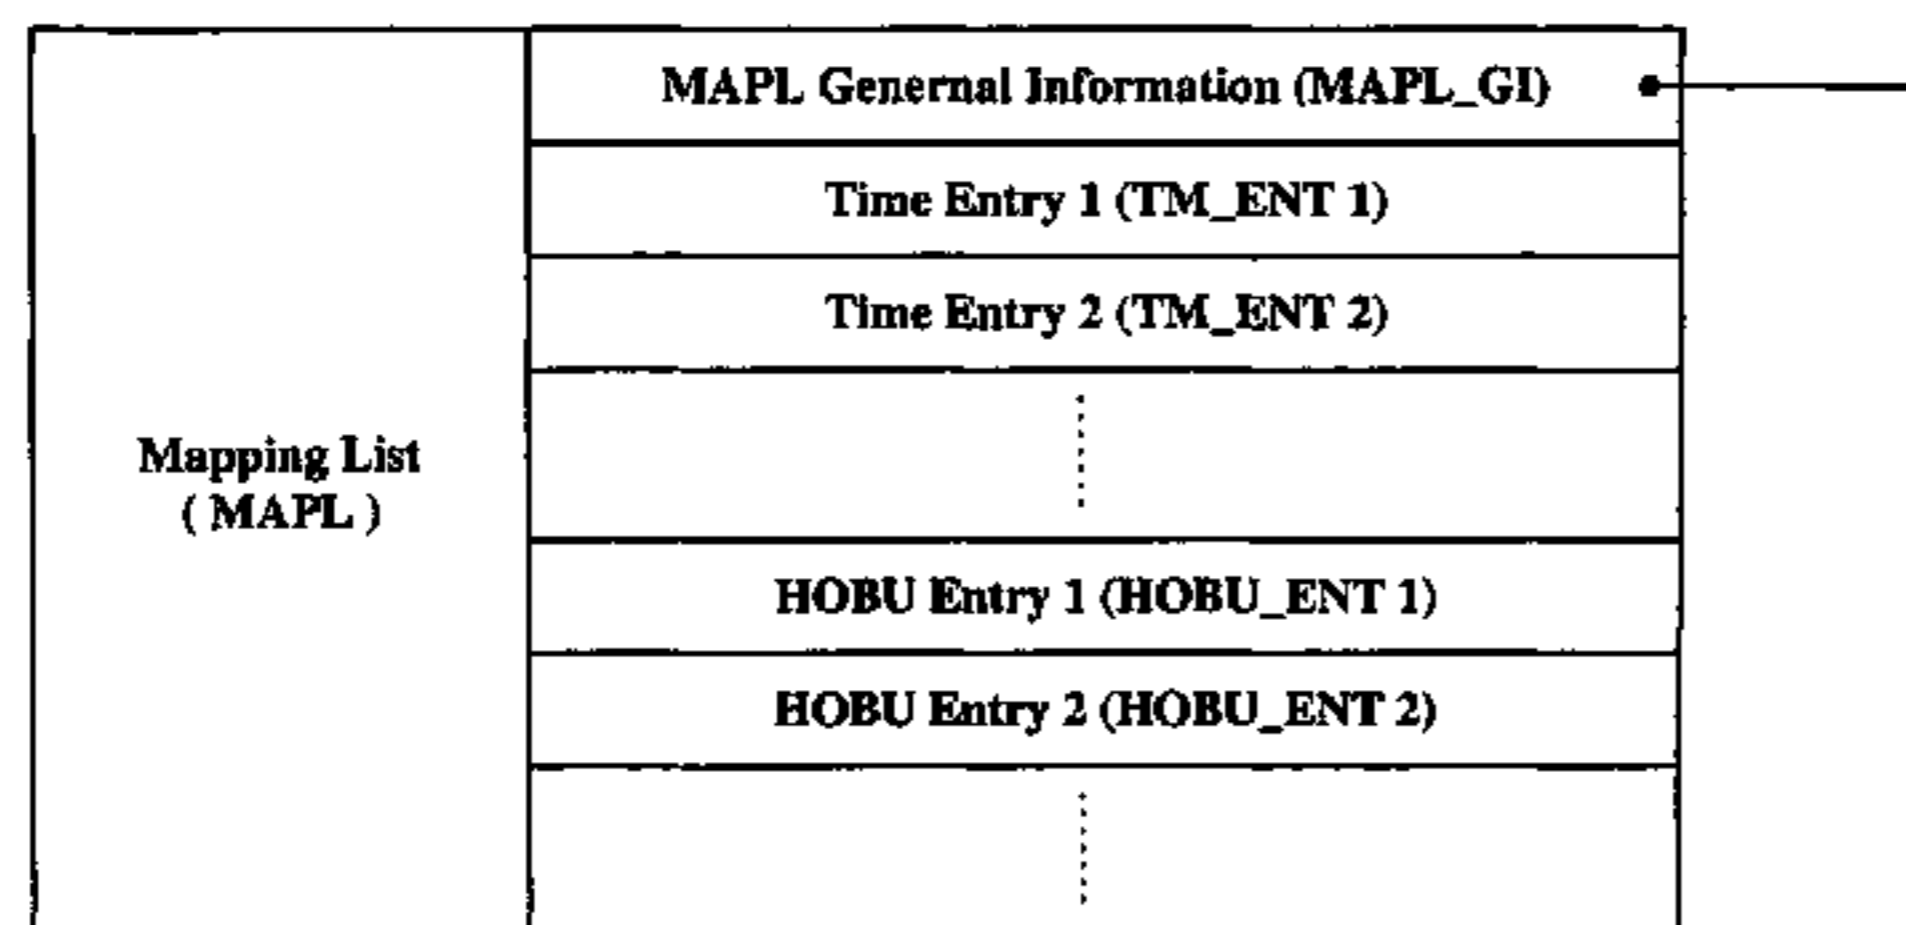 MAPL Genernal Information (MAPL_GI)
Time Entry 1 (TM_ENT 1)
Time Entry 2 (TM_ENT 2)
Mapping List
( MAPL )
HOBU Entry 1 (HOBU_ENT 1)
HOBU Entry 2 (HOBU_ENT 2)